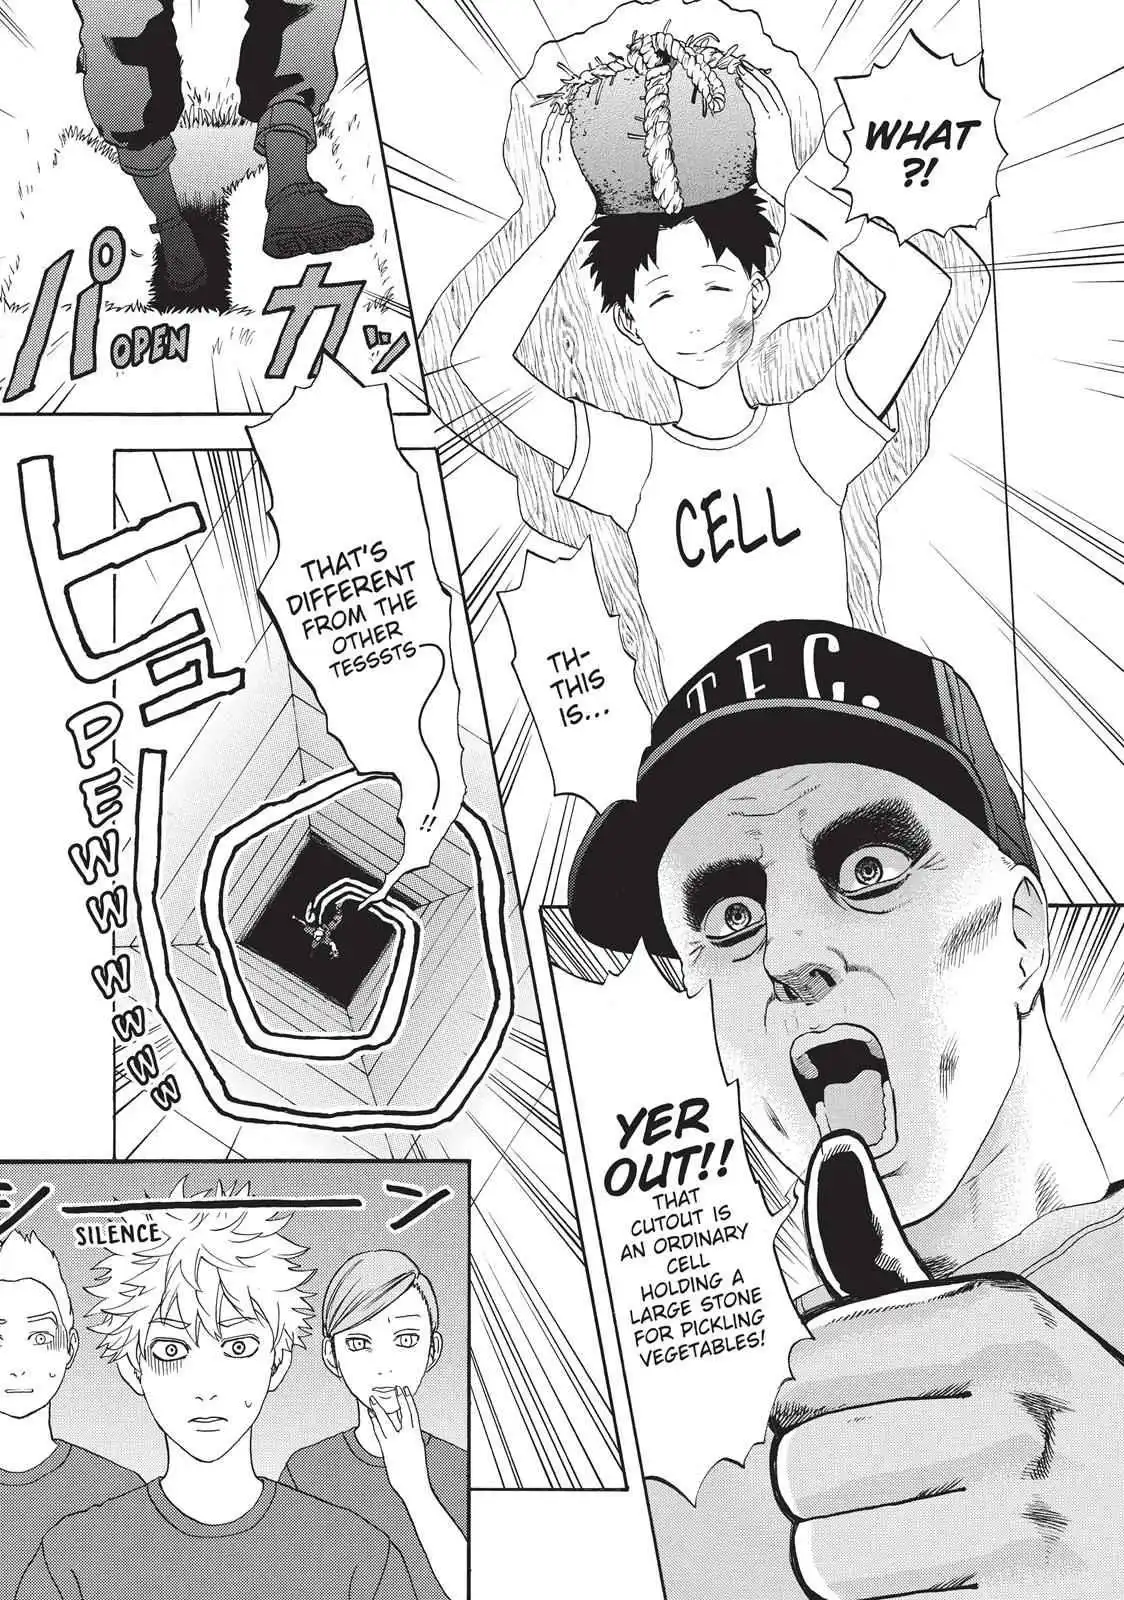 WHAT
?!
CELL
TH-
THIS
IS...
T.F.C.
YER
OUT!!
THAT
CUTOUT IS
AN ORDINARY
CELL
HOLDING A
LARGE STONE
FOR PICKLING
VEGETABLES!
パカッ
OPEN
THAT'S
DIFFERENT
FROM THE
OTHER
TESSSTS
!!
ヒュ
PEWWWWWWW
シーン
SILENCE